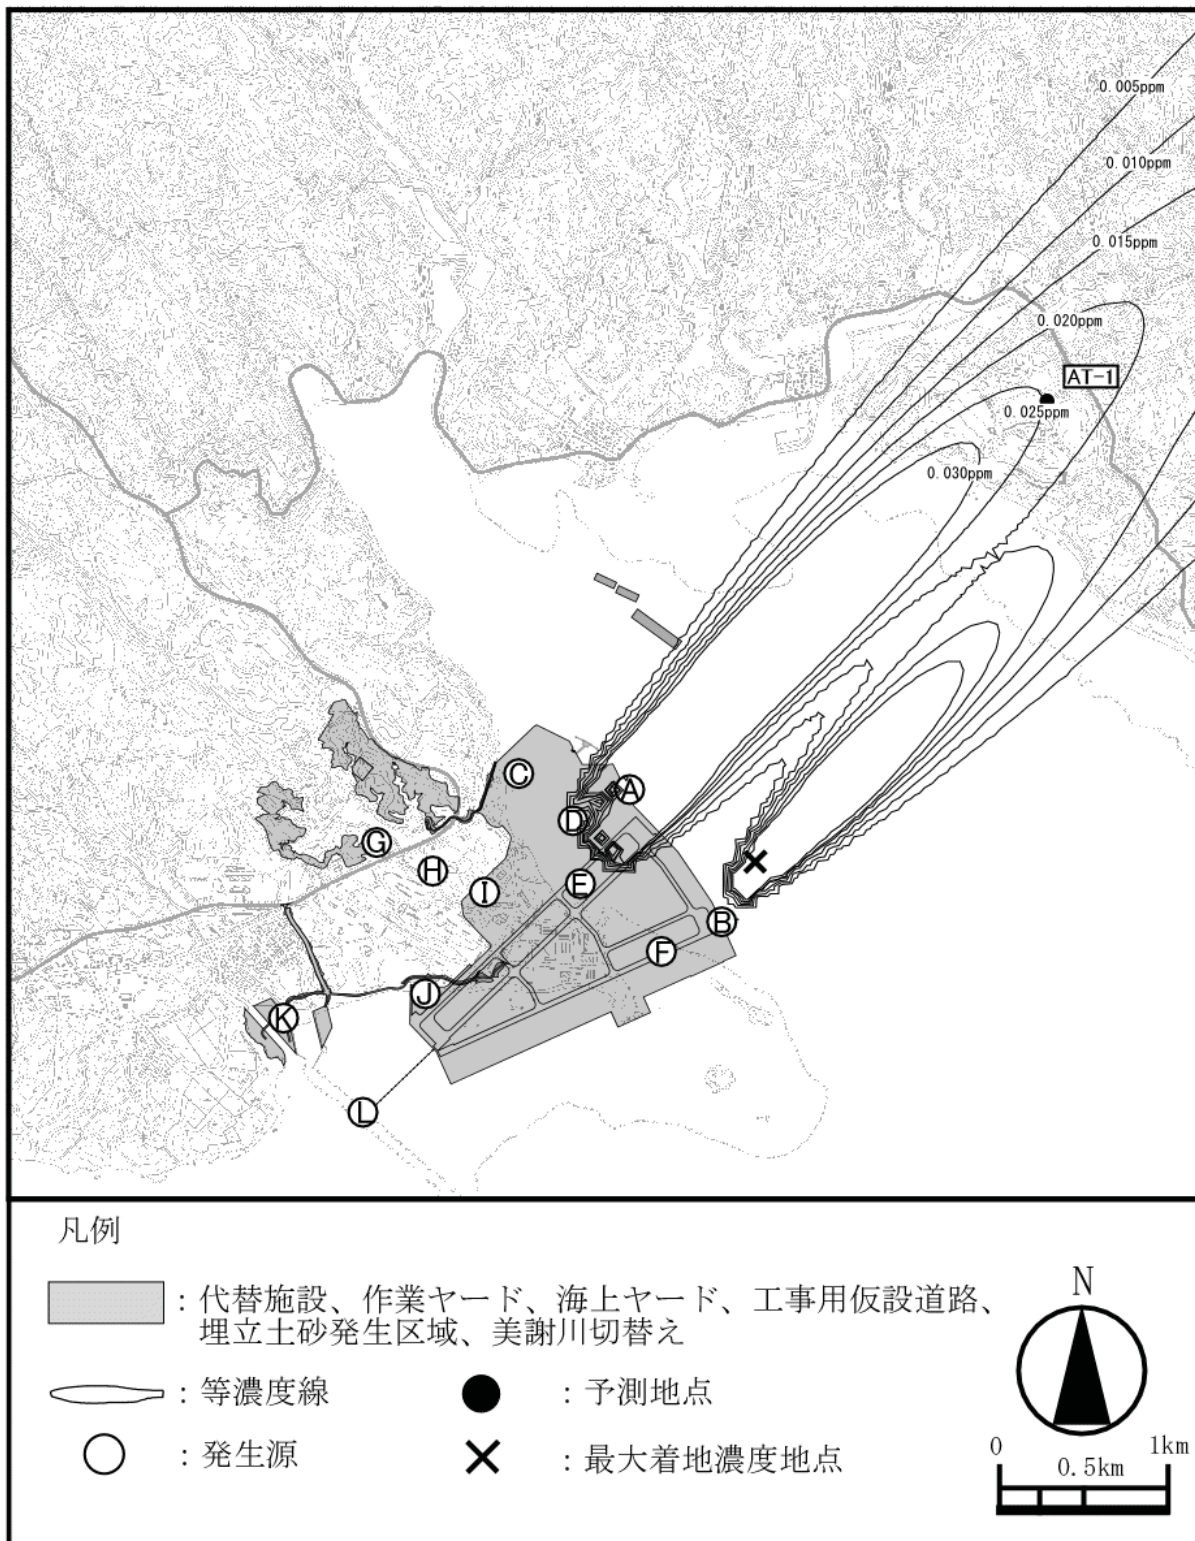 0.005ppm
0.010ppm
0.015ppm
0.020ppm
AT-1
0.025ppm
0.030ppm
C
A
D
G
H
E
I
B
F
J
K
L
凡例
：代替施設、作業ヤード、海上ヤード、工事用仮設道路、
埋立土砂発生区域、美謝川切替え
：等濃度線
：予測地点
：発生源
：最大着地濃度地点
N
0
0.5km
1km